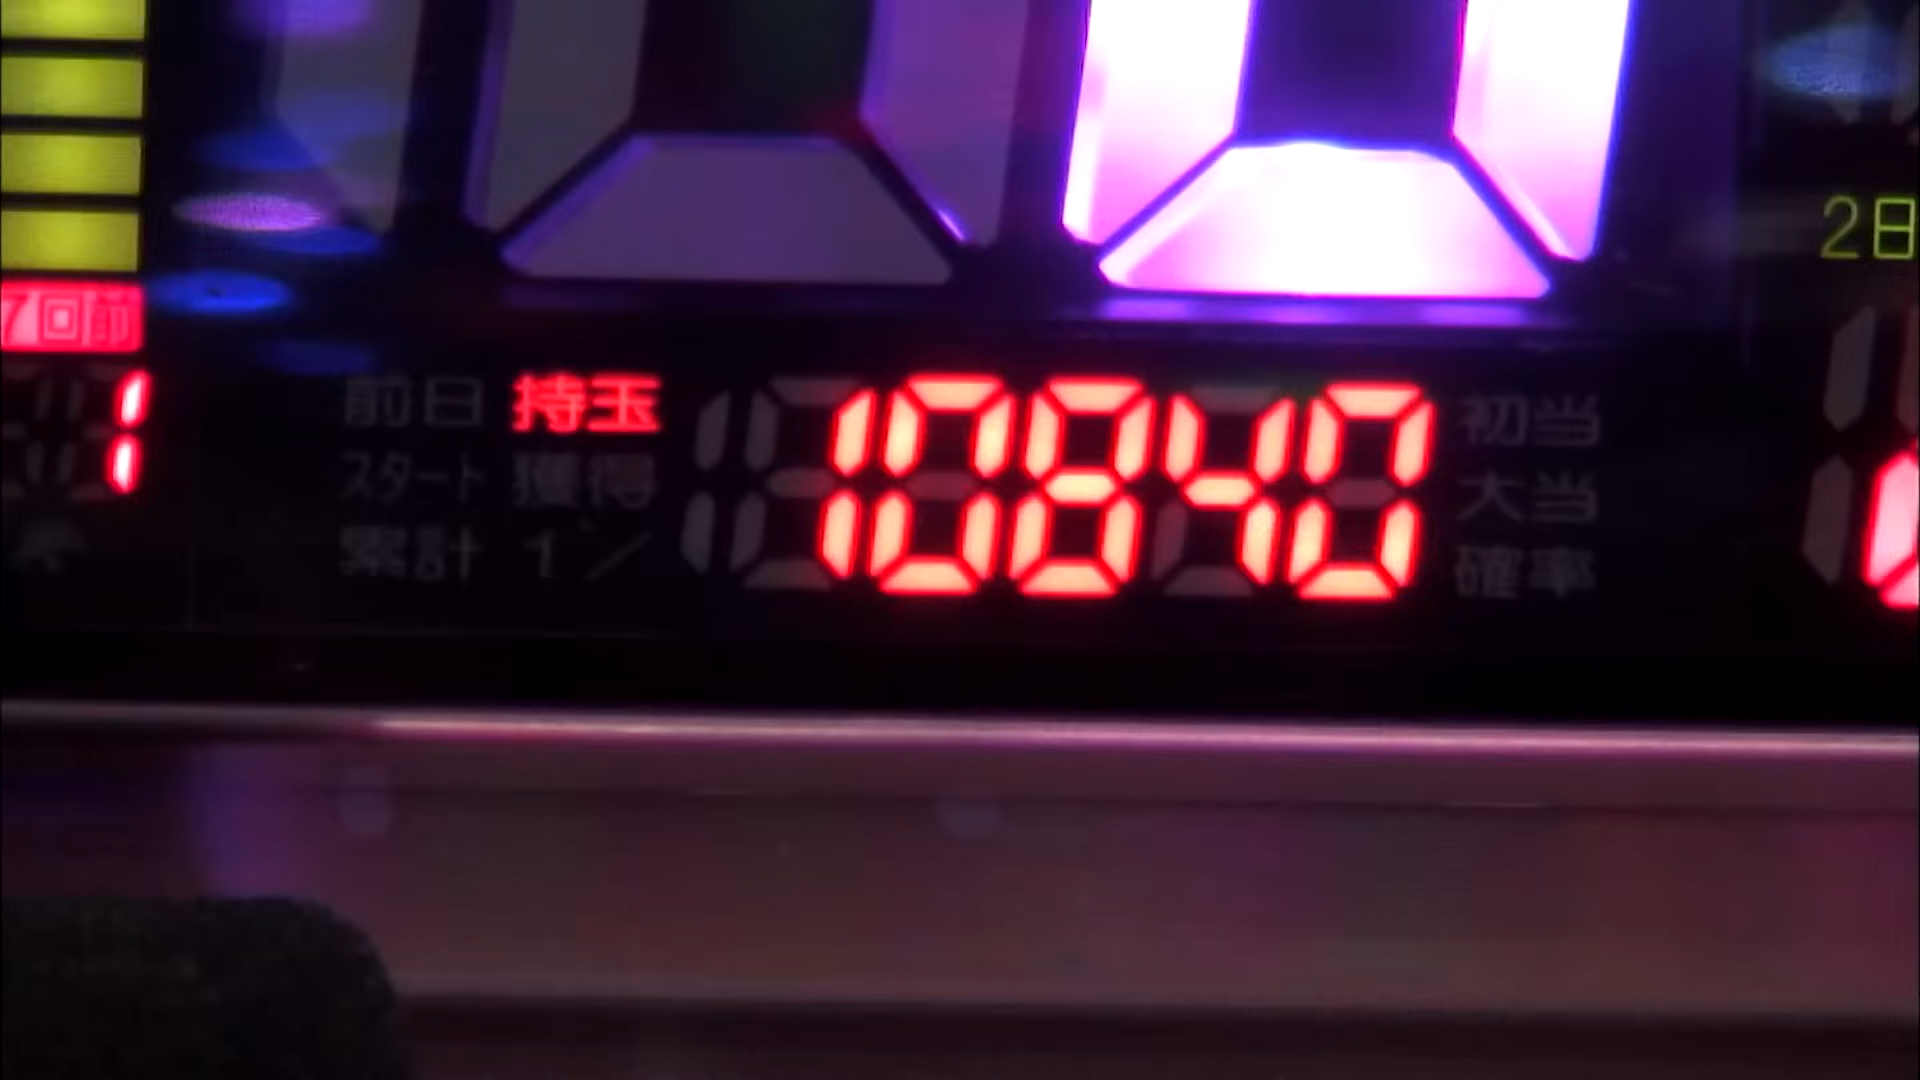 2日
7回前
1
前日 持玉
スタート 獲得
累計 1/
10840
初当
大当
確率